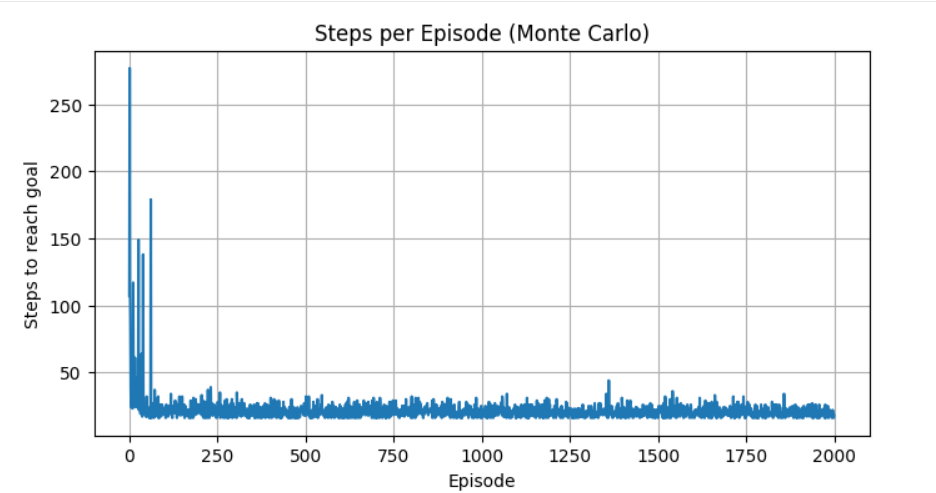 Steps per Episode (Monte Carlo)
Steps to reach goal
250
200
150
100
50
0 250 500 750 1000 1250 1500 1750 2000
Episode